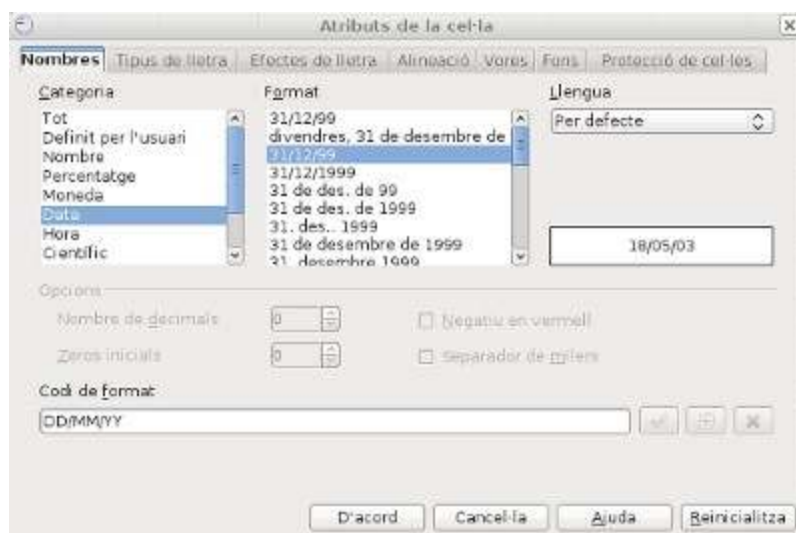 Atributs de la cel·la
Nombres Tipus de lletra Efectes de lletra Alineació Vores Fons Protecció de cel·les
Categoria Format Llengua
Tot
Definit per l'usuari
Nombre
Percentatge
Moneda
Data
Hora
Científic
31/12/99
divendres, 31 de desembre de
31/12/99
31/12/1999
31 de des. de 99
31 de des. de 1999
31. des.. 1999
31 de desembre de 1999
31. desembre 1999
Per defecte
18/05/03
Opcions
Nombre de decimals 0 Negatiu en vermell
Zeros inicials 0 Separador de milers
Codi de format
DD/MM/YY
D'acord Cancel·la Ajuda Reinicialitza